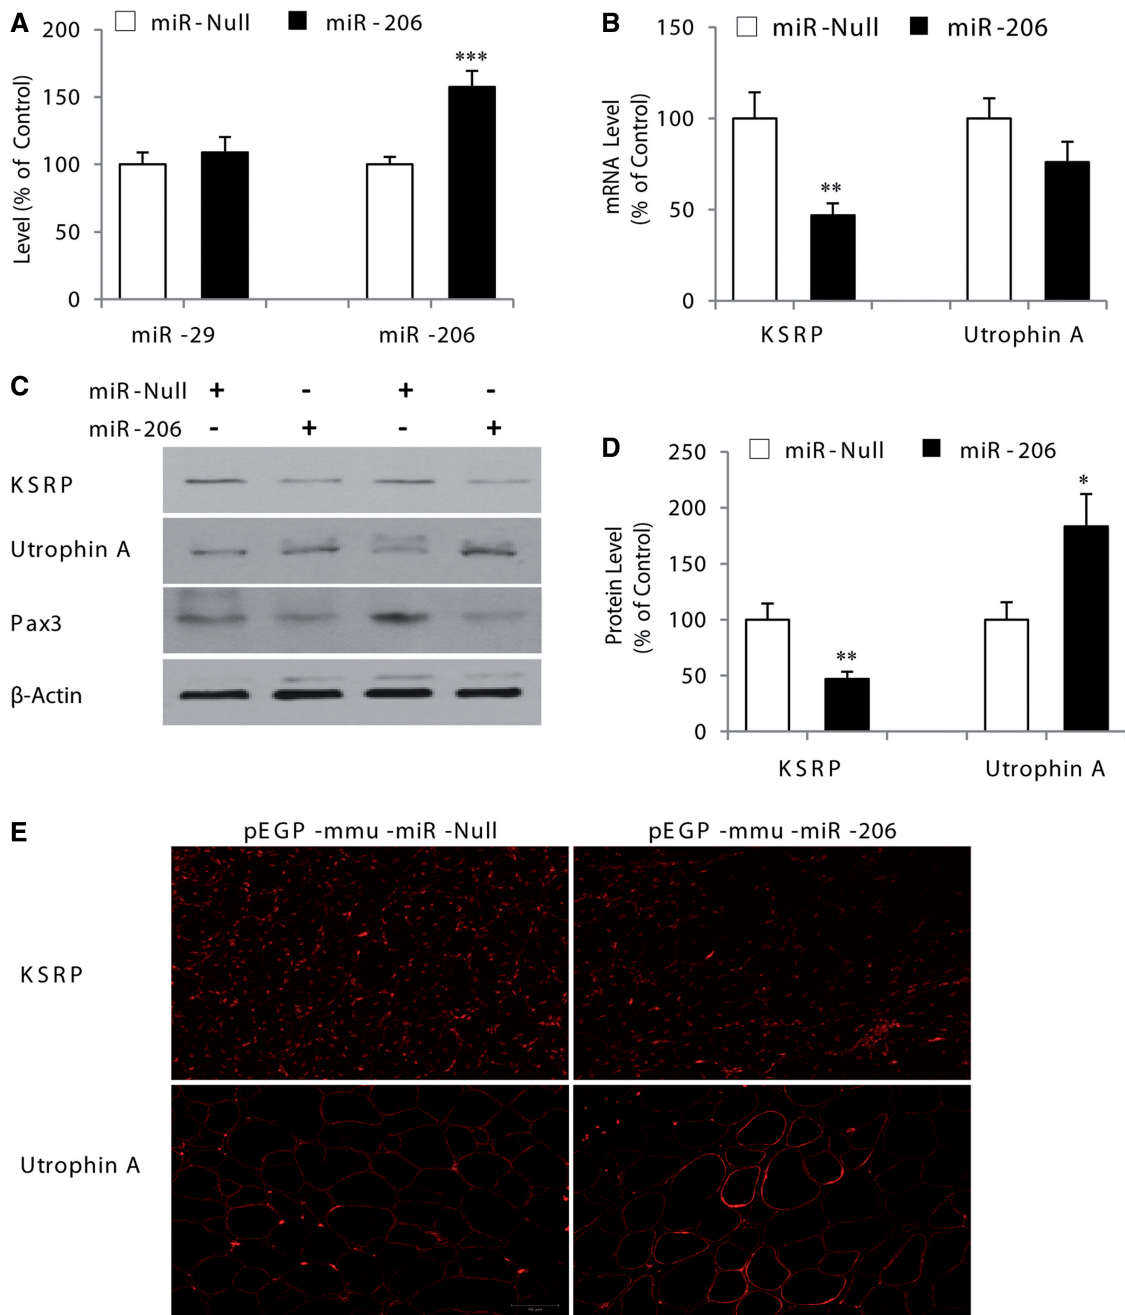 A
miR-Null miR-206
Level (% of Control)
200
150
100
50
0
***
miR-29 miR-206
B
miR-Null miR-206
mRNA Level
(% of Control)
150
100
50
0
**
KSRP Utrophin A
C
miR-Null + - + -
miR-206 - + - +
KSRP
Utrophin A
Pax3
β-Actin
D
miR-Null miR-206
Protein Level
(% of Control)
250
200
150
100
50
0
**
*
KSRP Utrophin A
E
pEGP-mmu-miR-Null pEGP-mmu-miR-206
KSRP
Utrophin A